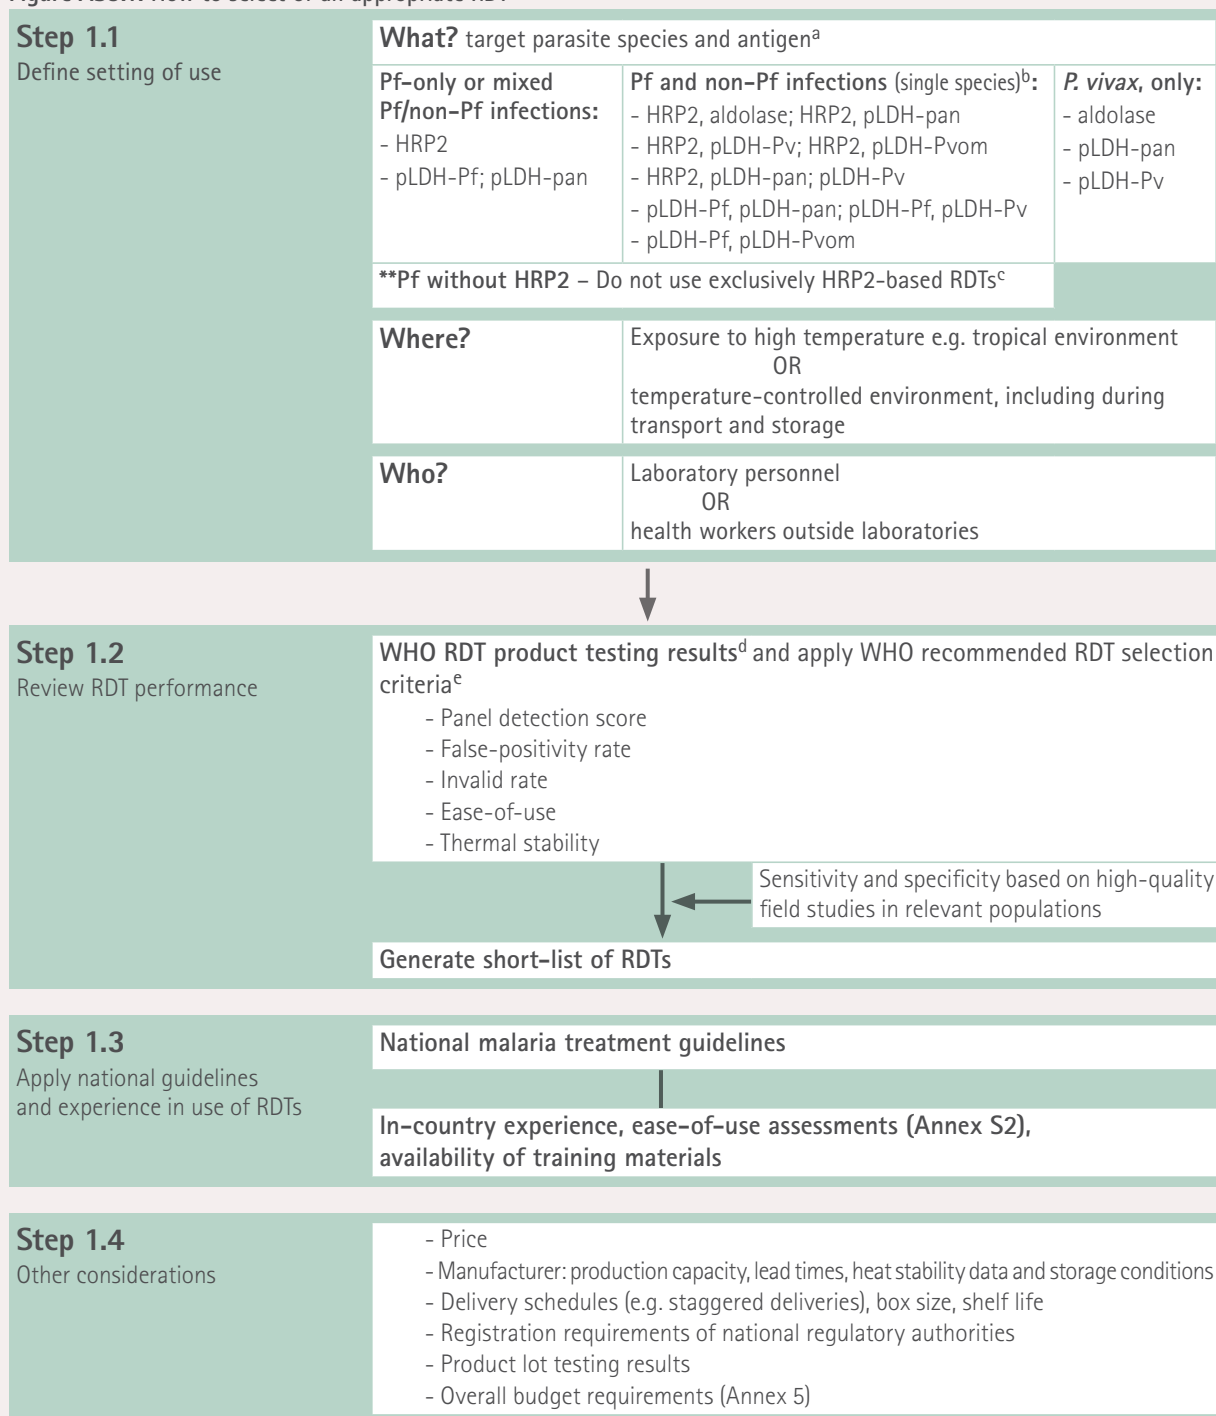 Step 1.1
Define setting of use
What? target parasite species and antigenᵃ
Pf-only or mixed
Pf/non-Pf infections:
- HRP2
- pLDH-Pf; pLDH-pan
Pf and non-Pf infections (single species)ᵇ:
- HRP2, aldolase; HRP2, pLDH-pan
- HRP2, pLDH-Pv; HRP2, pLDH-Pvom
- HRP2, pLDH-pan; pLDH-Pv
- pLDH-Pf, pLDH-pan; pLDH-Pf, pLDH-Pv
- pLDH-Pf, pLDH-Pvom
P. vivax, only:
- aldolase
- pLDH-pan
- pLDH-Pv
**Pf without HRP2 – Do not use exclusively HRP2-based RDTsᶜ
Where?
Exposure to high temperature e.g. tropical environment
OR
temperature-controlled environment, including during
transport and storage
Who?
Laboratory personnel
OR
health workers outside laboratories
Step 1.2
Review RDT performance
WHO RDT product testing resultsᵈ and apply WHO recommended RDT selection
criteriaᵉ
- Panel detection score
- False-positivity rate
- Invalid rate
- Ease-of-use
- Thermal stability
Sensitivity and specificity based on high-quality
field studies in relevant populations
Generate short-list of RDTs
Step 1.3
Apply national guidelines
and experience in use of RDTs
National malaria treatment guidelines
In-country experience, ease-of-use assessments (Annex S2),
availability of training materials
Step 1.4
Other considerations
- Price
- Manufacturer: production capacity, lead times, heat stability data and storage conditions
- Delivery schedules (e.g. staggered deliveries), box size, shelf life
- Registration requirements of national regulatory authorities
- Product lot testing results
- Overall budget requirements (Annex 5)